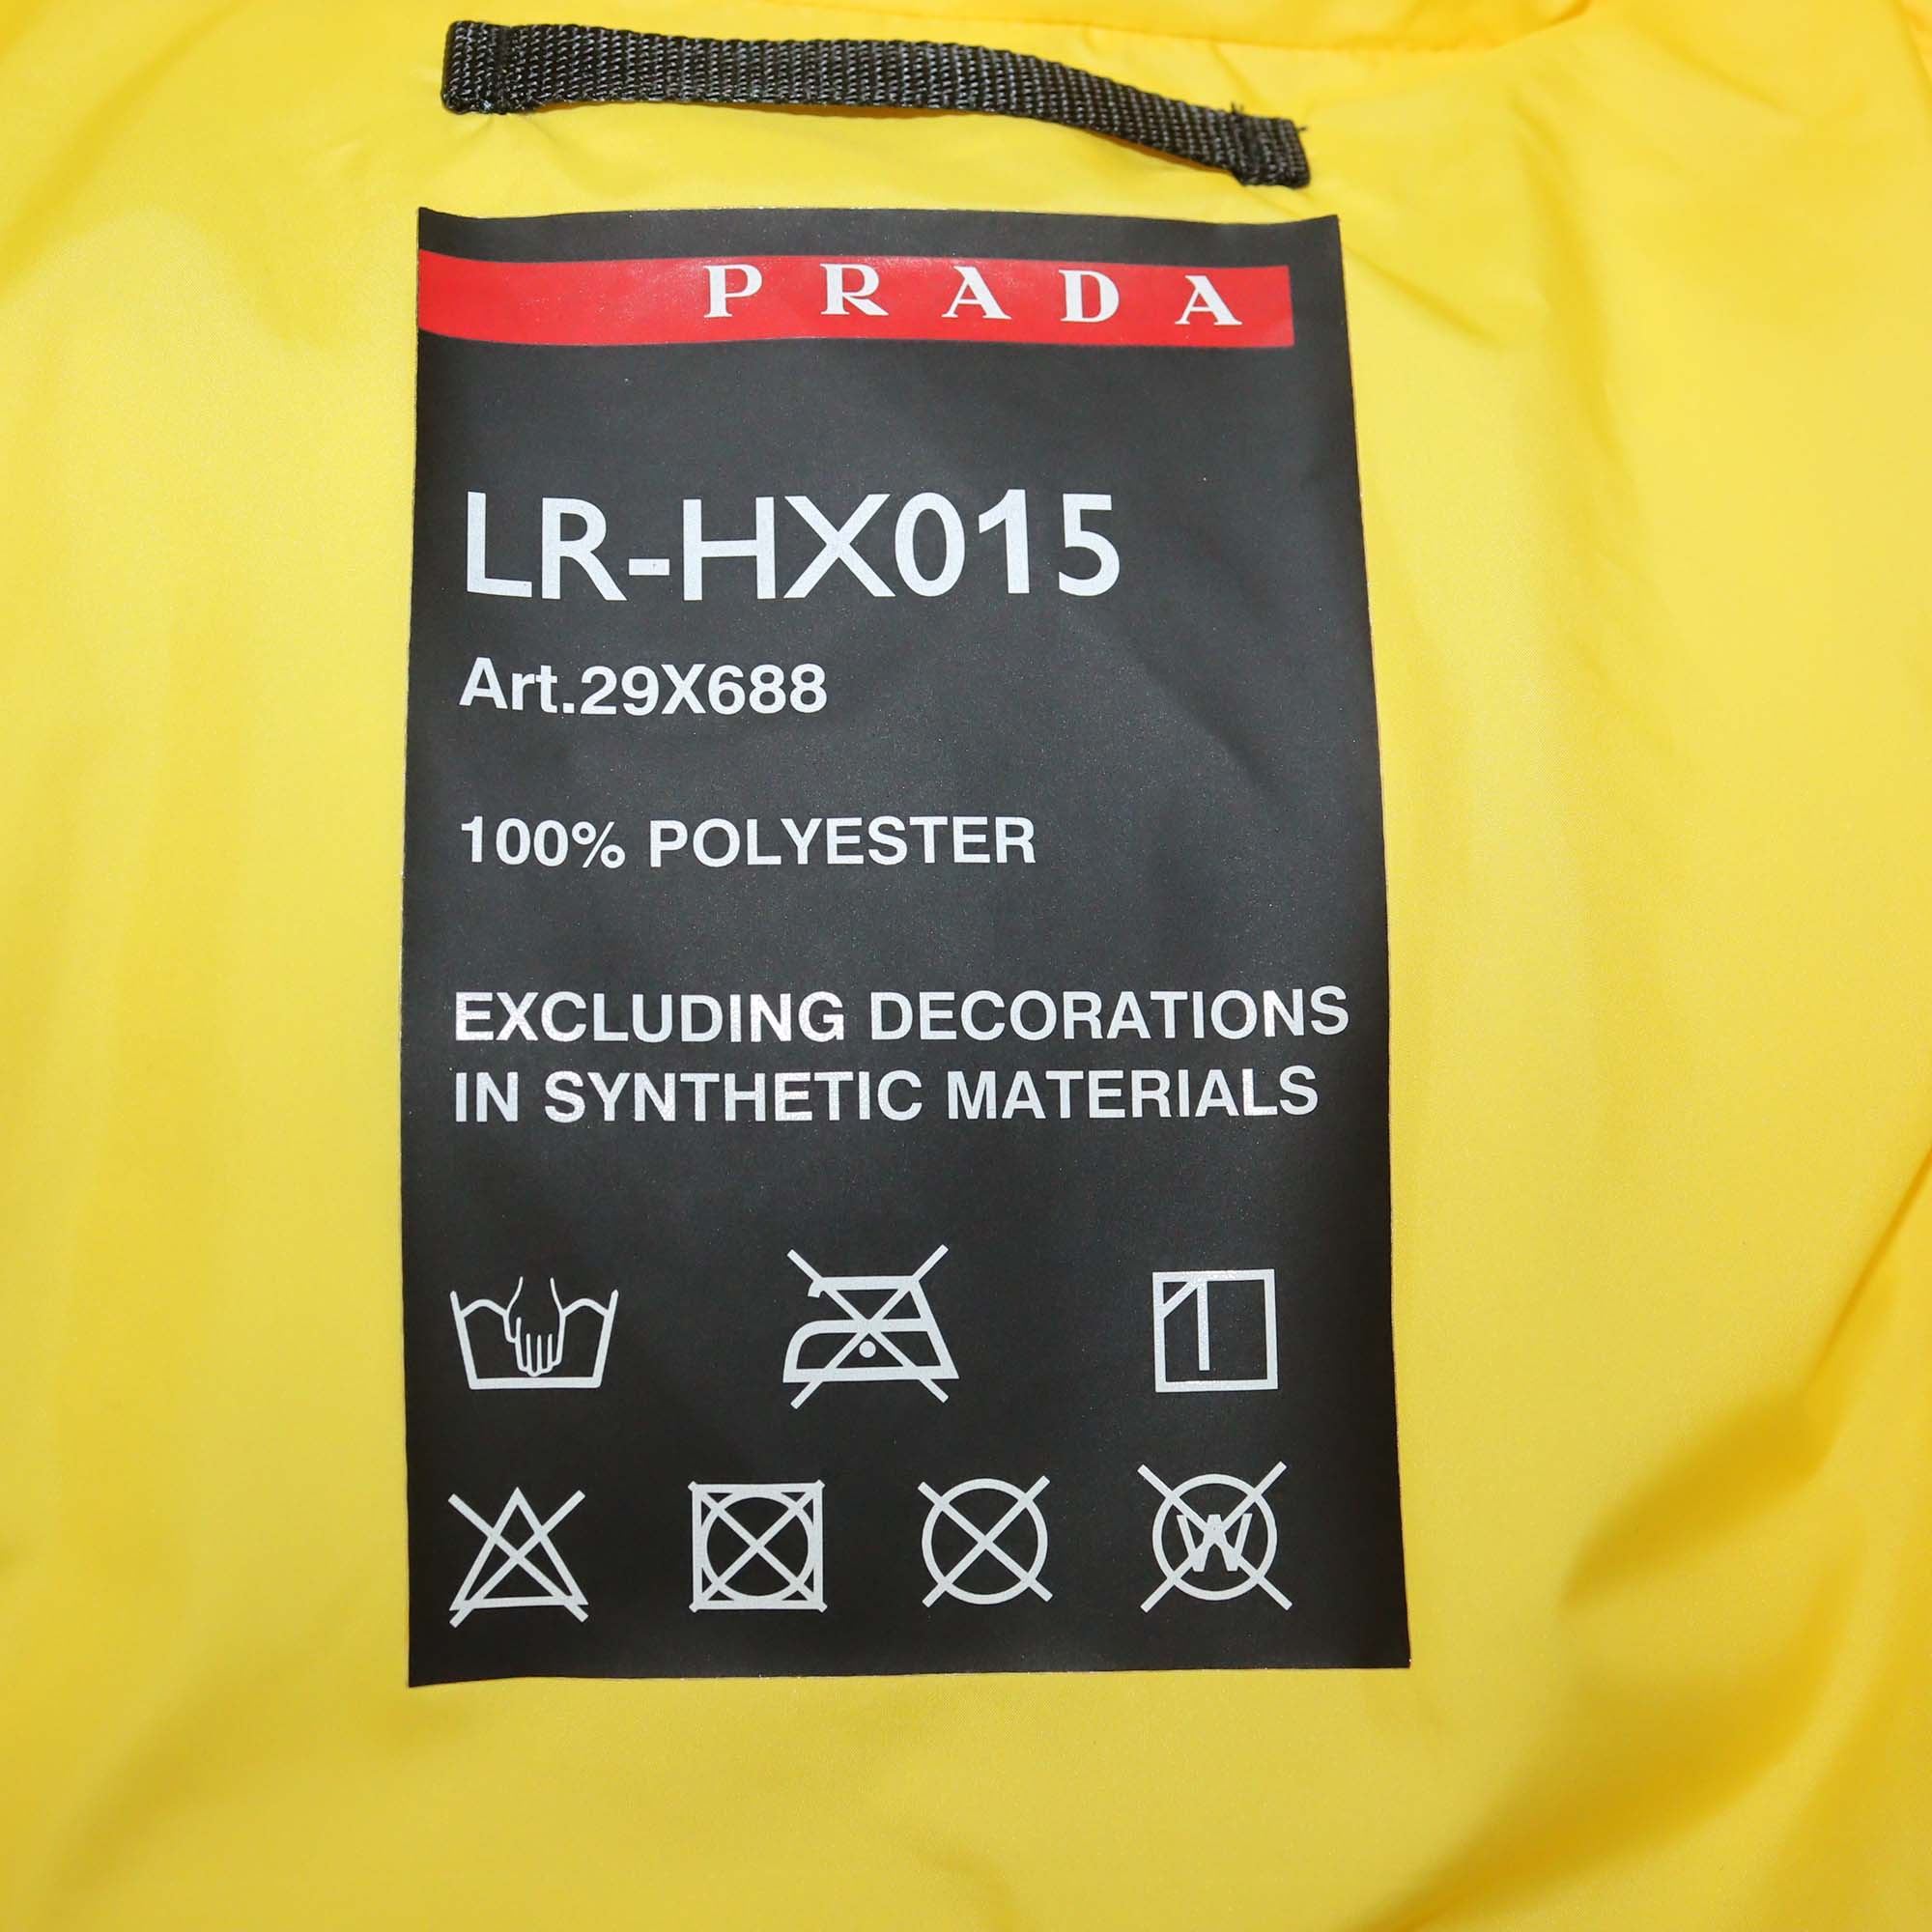 PRADA
LR-HX015
Art.29X688
100% POLYESTER
EXCLUDING DECORATIONS
IN SYNTHETIC MATERIALS
W